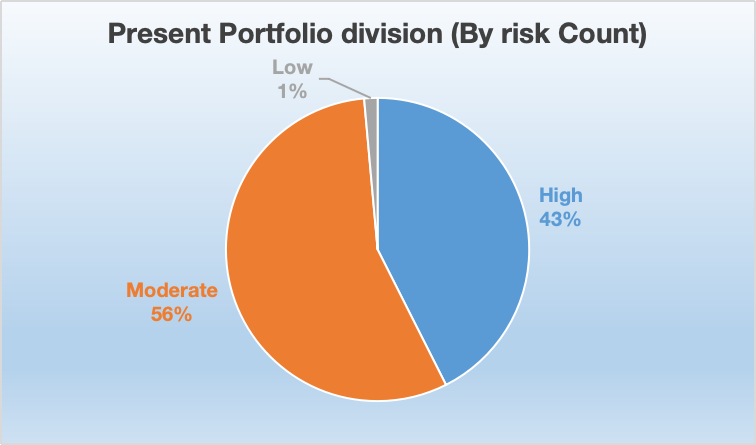 Present Portfolio division (By risk Count)
Low
1%
High
43%
Moderate
56%